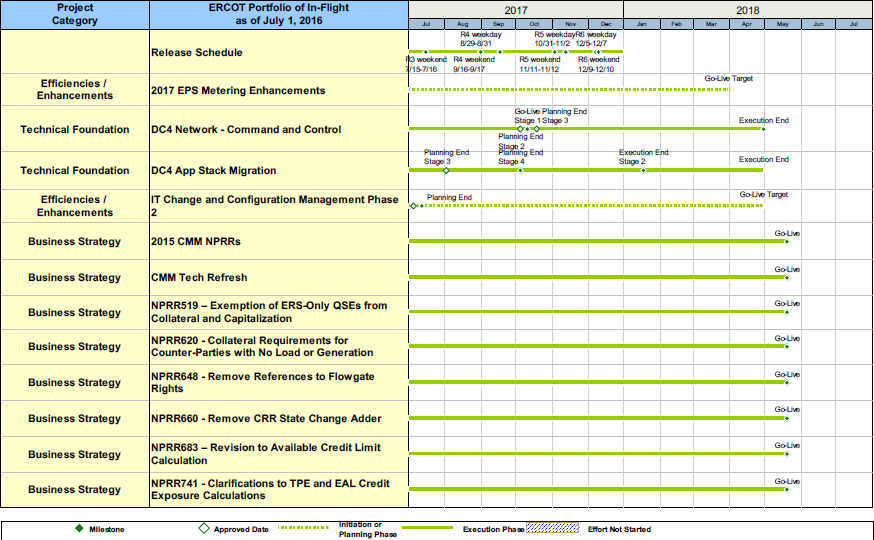 Project
Category
ERCOT Portfolio of In-Flight
as of July 1, 2016
2017
2018
Jul Aug Sep Oct Nov Dec Jan Feb Mar Apr May Jun Jul
Release Schedule
R4 weekday
8/29-8/31
R5 weekday
10/31-11/2
R6 weekday
12/5-12/7
R3 weekend
7/15-7/16
R4 weekend
9/16-9/17
R5 weekend
11/11-11/12
R6 weekend
12/9-12/10
Efficiencies /
Enhancements
2017 EPS Metering Enhancements
Go-Live Target
Technical Foundation
DC4 Network - Command and Control
Go-Live
Stage 1
Planning End
Stage 3
Planning End
Stage 2
Execution End
Technical Foundation
DC4 App Stack Migration
Planning End
Stage 3
Planning End
Stage 4
Execution End
Stage 2
Execution End
Efficiencies /
Enhancements
IT Change and Configuration Management Phase
2
Planning End
Go-Live Target
Business Strategy
2015 CMM NPRRs
Go-Live
Business Strategy
CMM Tech Refresh
Go-Live
Business Strategy
NPRR519 – Exemption of ERS-Only QSEs from
Collateral and Capitalization
Go-Live
Business Strategy
NPRR620 - Collateral Requirements for
Counter-Parties with No Load or Generation
Go-Live
Business Strategy
NPRR648 - Remove References to Flowgate
Rights
Go-Live
Business Strategy
NPRR660 - Remove CRR State Change Adder
Go-Live
Business Strategy
NPRR683 – Revision to Available Credit Limit
Calculation
Go-Live
Business Strategy
NPRR741 - Clarifications to TPE and EAL Credit
Exposure Calculations
Go-Live
Milestone
Approved Date
Initiation or
Planning Phase
Execution Phase
Effort Not Started